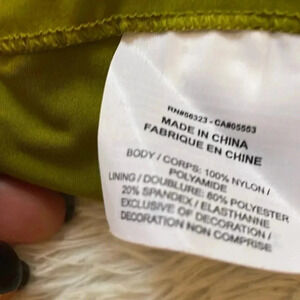 RN#56323 - CA#05553
MADE IN CHINA
FABRIQUE EN CHINE
BODY / CORPS: 100% NYLON /
POLYAMIDE
LINING / DOUBLURE: 80% POLYESTER
20% SPANDEX / ELASTHANNE
EXCLUSIVE OF DECORATION /
DECORATION NON COMPRISE